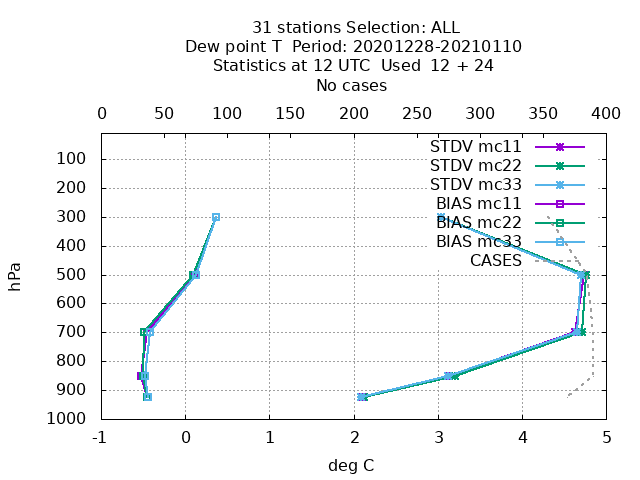 31 stations Selection: ALL
Dew point T  Period: 20201228-20210110
Statistics at 12 UTC  Used  12 + 24
No cases
0 50 100 150 200 250 300 350 400
STDV mc11
100
STDV mc22
STDV mc33
200
BIAS mc11
300
BIAS mc22
BIAS mc33
400
CASES
500
hPa
600
700
800
900
1000
-1 0 1 2 3 4 5
deg C